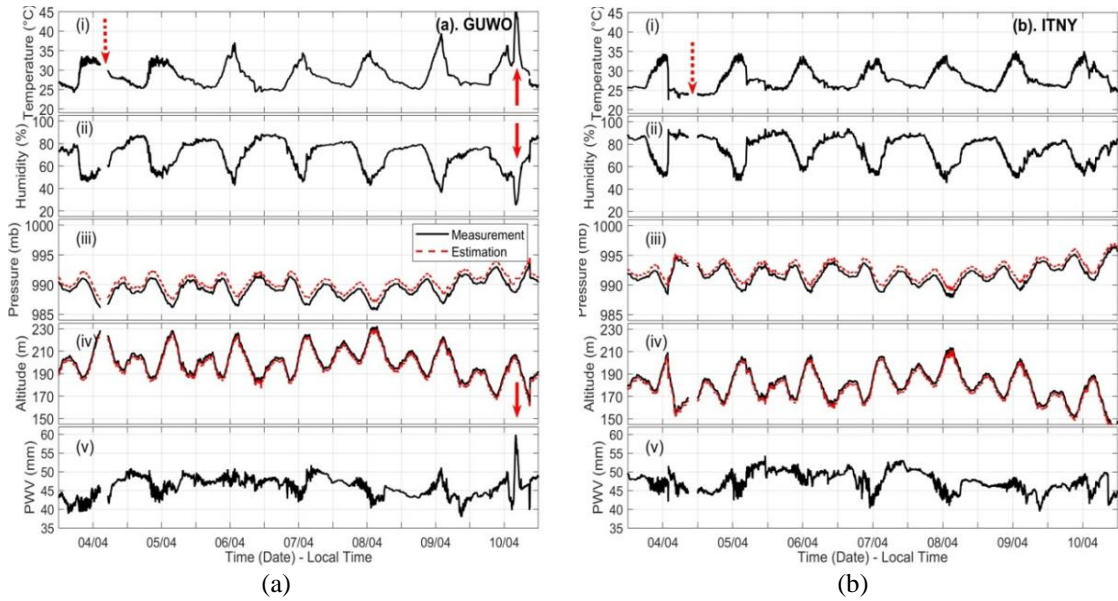 (i)
(a). GUWO
Temperature (°C)
45
40
35
30
25
20
(ii)
Humidity (%)
100
80
60
40
20
(iii)
Pressure (mb)
1000
995
990
985
Measurement
Estimation
(iv)
Altitude (m)
230
210
190
170
150
(v)
PWV (mm)
60
55
50
45
40
35
04/04 05/04 06/04 07/04 08/04 09/04 10/04
Time (Date) - Local Time
(a)
(i)
(b). ITNY
Temperature (°C)
45
40
35
30
25
20
(ii)
Humidity (%)
100
80
60
40
20
(iii)
Pressure (mb)
1000
995
990
985
(iv)
Altitude (m)
230
210
190
170
150
(v)
PWV (mm)
60
55
50
45
40
35
04/04 05/04 06/04 07/04 08/04 09/04 10/04
Time (Date) - Local Time
(b)